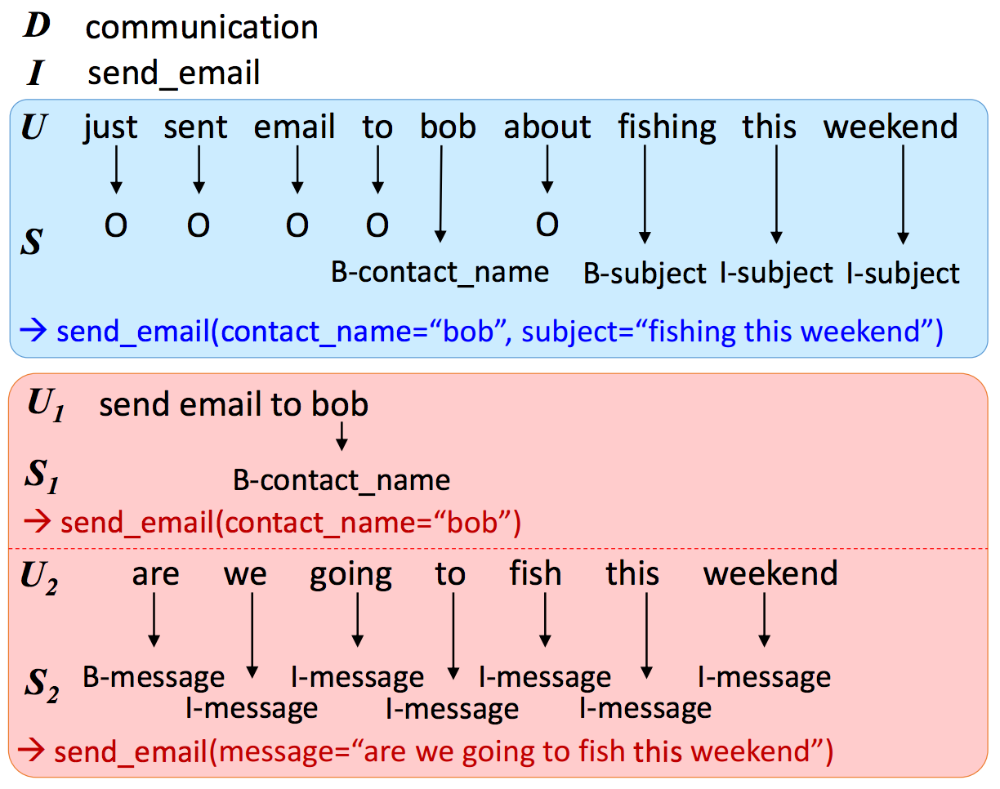 D communication
I send_email
U just sent email to bob about fishing this weekend
S O O O O O
B-contact_name B-subject I-subject I-subject
→ send_email(contact_name=“bob”, subject=“fishing this weekend”)
U1 send email to bob
S1 B-contact_name
→ send_email(contact_name=“bob”)
U2 are we going to fish this weekend
S2 B-message I-message I-message I-message
I-message I-message I-message
→ send_email(message=“are we going to fish this weekend”)